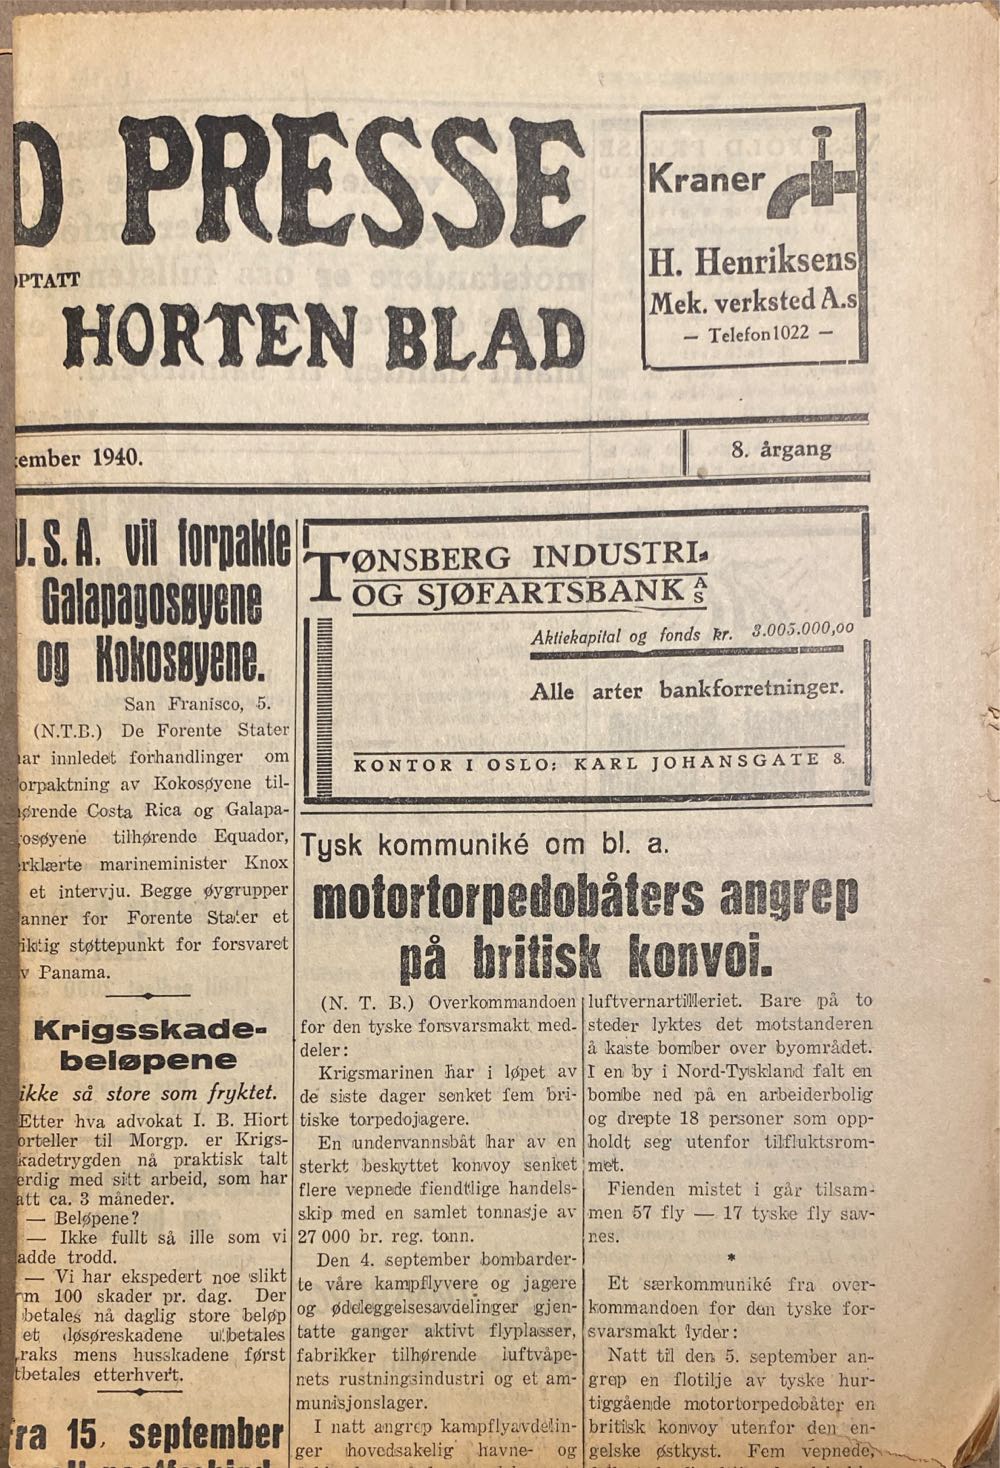 D PRESSE
OPTATT
HORTEN BLAD
Kraner
H. Henriksens
Mek. verksted A.s
— Telefon 1022 —
ember 1940.
8. årgang
U.S.A. vil forpakte
Galapagosøyene
og Kokosøyene.
San Franisco, 5.
(N.T.B.) De Forente Stater
ar innledet forhandlinger om
orpaktning av Kokosøyene til-
ørende Costa Rica og Galapa-
osøyene tilhørende Equador,
rklærte marineminister Knox
et intervju. Begge øygrupper
anner for Forente Stater et
iktig støttepunkt for forsvaret
v Panama.
Krigsskade-
beløpene
ikke så store som fryktet.
Etter hva advokat I. B. Hiort
orteller til Morgp. er Krigs-
kadetrygden nå praktisk talt
erdig med sitt arbeid, som har
att ca. 3 måneder.
— Beløpene?
— Ikke fullt så ille som vi
adde trodd.
— Vi har ekspedert noe slikt
m 100 skader pr. dag. Der
betales nå daglig store beløp
et løsøreskadene utbetales
raks mens husskadene først
tbetales etterhvert.
fra 15. september
TØNSBERG INDUSTRI-
OG SJØFARTSBANK A/S
Aktiekapital og fonds kr. 3.005.000,00
Alle arter bankforretninger.
KONTOR I OSLO: KARL JOHANSGATE 8.
Tysk kommuniké om bl. a.
motortorpedobåters angrep
på britisk konvoi.
(N. T. B.) Overkommandoen
for den tyske forsvarsmakt med-
deler:
Krigsmarinen har i løpet av
de siste dager senket fem bri-
tiske torpedojagere.
En undervannsbåt har av en
sterkt beskyttet konvoy senket
flere vepnede fiendtlige handels-
skip med en samlet tonnasje av
27 000 br. reg. tonn.
Den 4. september bombarder-
te våre kampflyvere og jagere
og ødeleggelsesavdelinger gjen-
tatte ganger aktivt flyplasser,
fabrikker tilhørende luftvåpe-
nets rustningsindustri og et am-
munisjonslager.
I natt angrep kampflyavdelin-
ger hovedsakelig havne- og
luftvernartilleriet. Bare på to
steder lyktes det motstanderen
å kaste bomber over byområdet.
I en by i Nord-Tyskland falt en
bombe ned på en arbeiderbolig
og drepte 18 personer som opp-
holdt seg utenfor tilfluktsrom-
met.
Fienden mistet i går tilsam-
men 57 fly — 17 tyske fly sav-
nes.
*
Et særkommuniké fra over-
kommandoen for den tyske for-
svarsmakt lyder:
Natt til den 5. september an-
grep en flotilje av tyske hur-
tiggående motortorpedobåter en
britisk konvoy utenfor den en-
gelske østkyst. Fem vepnede,